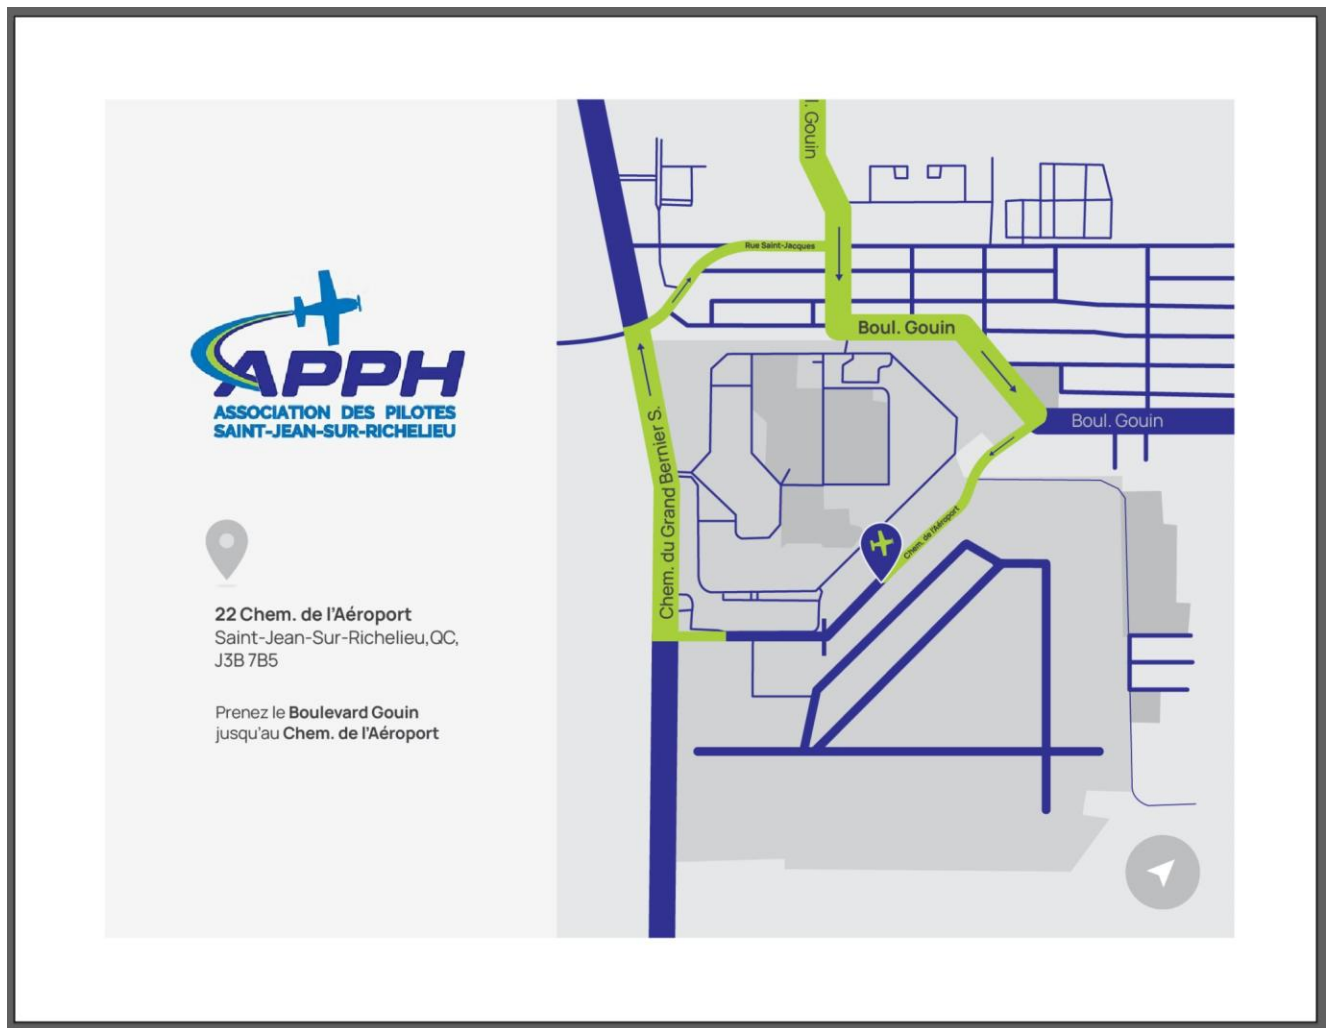 APPH
ASSOCIATION DES PILOTES
SAINT-JEAN-SUR-RICHELIEU
22 Chem. de l'Aéroport
Saint-Jean-Sur-Richelieu, QC,
J3B 7B5
Prenez le Boulevard Gouin
jusqu'au Chem. de l'Aéroport
l. Gouin
Rue Saint-Jacques
Boul. Gouin
Boul. Gouin
Chem. du Grand Bernier S.
Chem. de l'Aéroport